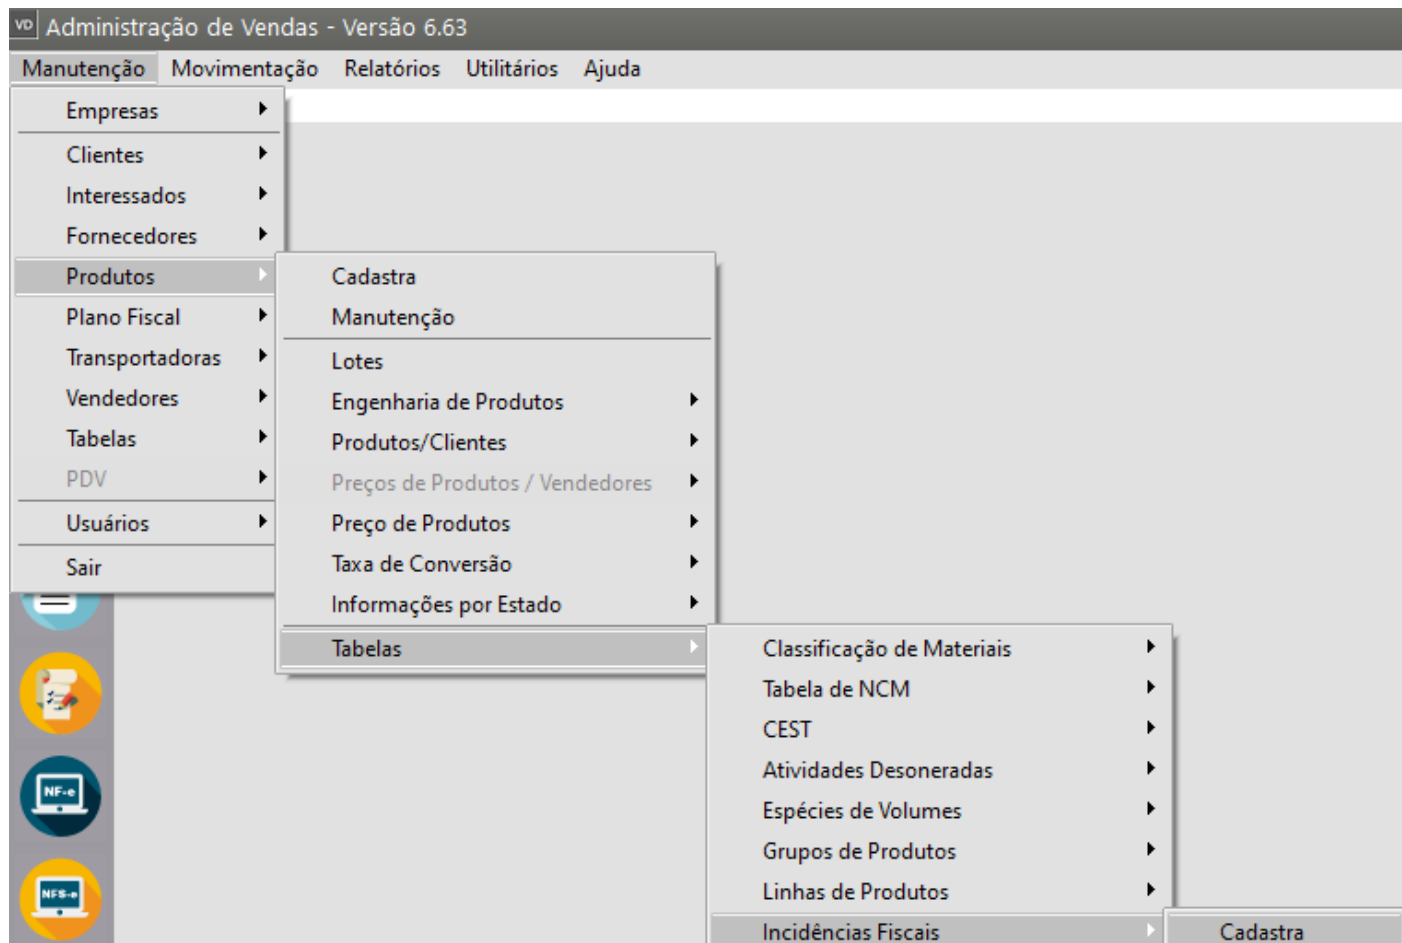 VD Administração de Vendas - Versão 6.63
Manutenção Movimentação Relatórios Utilitários Ajuda
Empresas
Clientes
Interessados
Fornecedores
Produtos
Plano Fiscal
Transportadoras
Vendedores
Tabelas
PDV
Usuários
Sair
Cadastra
Manutenção
Lotes
Engenharia de Produtos
Produtos/Clientes
Preços de Produtos / Vendedores
Preço de Produtos
Taxa de Conversão
Informações por Estado
Tabelas
Classificação de Materiais
Tabela de NCM
CEST
Atividades Desoneradas
Espécies de Volumes
Grupos de Produtos
Linhas de Produtos
Incidências Fiscais
Cadastra
NF-e
NFS-e